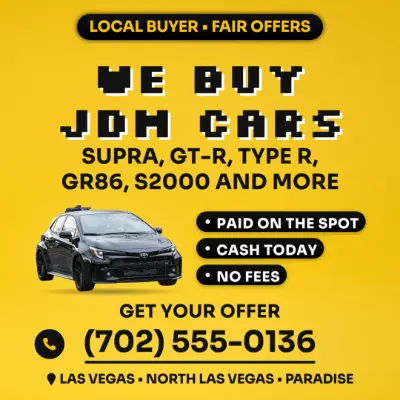 LOCAL BUYER • FAIR OFFERS
WE BUY
JDM CARS
SUPRA, GT-R, TYPE R,
GR86, S2000 AND MORE
• PAID ON THE SPOT
• CASH TODAY
• NO FEES
GET YOUR OFFER
(702) 555-0136
LAS VEGAS • NORTH LAS VEGAS • PARADISE